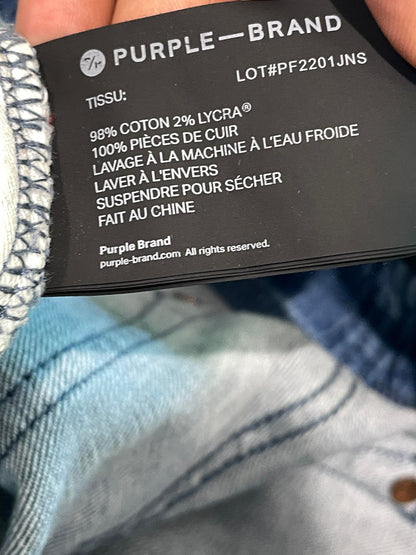 PURPLE—BRAND
LOT#PF2201JNS
TISSU:
98% COTON 2% LYCRA®
100% PIÈCES DE CUIR
LAVAGE À LA MACHINE À L'EAU FROIDE
LAVER À L'ENVERS
SUSPENDRE POUR SÉCHER
FAIT AU CHINE
Purple Brand
purple-brand.com All rights reserved.